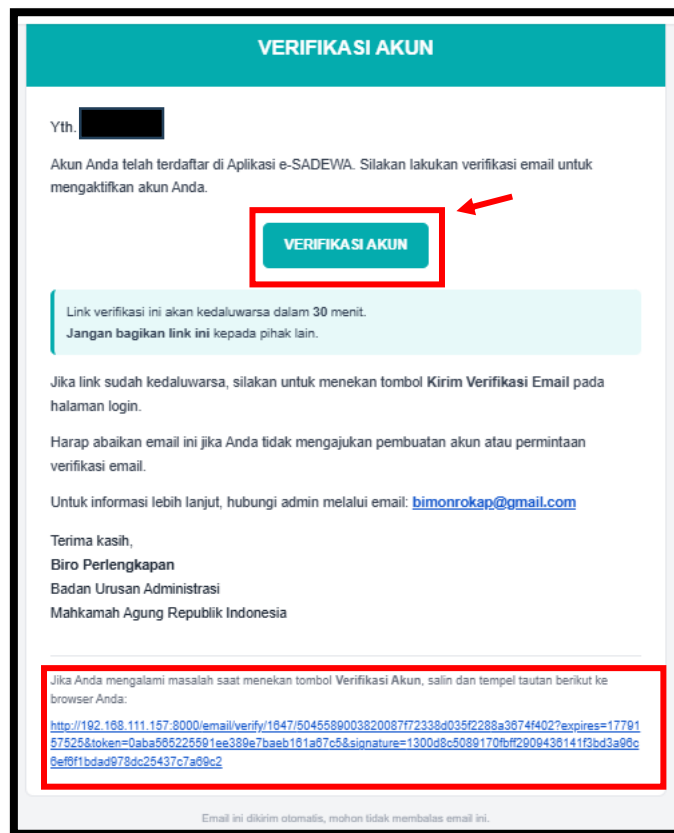 VERIFIKASI AKUN
Yth.
Akun Anda telah terdaftar di Aplikasi e-SADEWA. Silakan lakukan verifikasi email untuk
mengaktifkan akun Anda.
VERIFIKASI AKUN
Link verifikasi ini akan kedaluwarsa dalam 30 menit.
Jangan bagikan link ini kepada pihak lain.
Jika link sudah kedaluwarsa, silakan untuk menekan tombol Kirim Verifikasi Email pada
halaman login.
Harap abaikan email ini jika Anda tidak mengajukan pembuatan akun atau permintaan
verifikasi email.
Untuk informasi lebih lanjut, hubungi admin melalui email: bimonrokap@gmail.com
Terima kasih,
Biro Perlengkapan
Badan Urusan Administrasi
Mahkamah Agung Republik Indonesia
Jika Anda mengalami masalah saat menekan tombol Verifikasi Akun, salin dan tempel tautan berikut ke
browser Anda:
http://192.168.111.157:8000/email/verify/1647/5045589003820087f72338d035f2288a3674f402?expires=17791
57525&token=0aba565225591ee389e7baeb161a67c5&signature=1300d8c5089170fbff2909436141f3bd3a96c
6ef6f1bdad978dc25437c7a69c2
Email ini dikirim otomatis, mohon tidak membalas email ini.